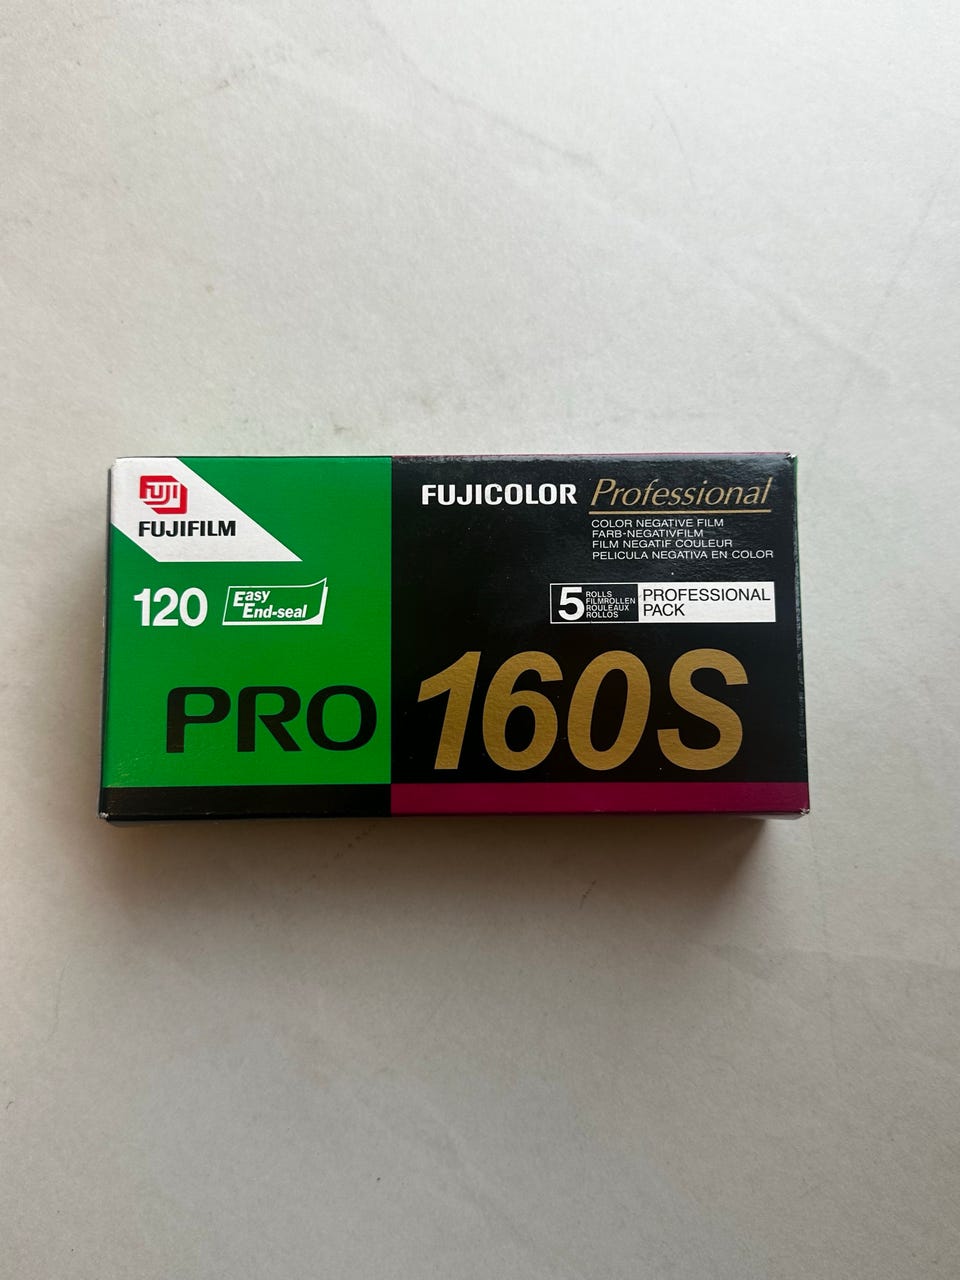 FUJI
FUJIFILM
120
Easy
End-seal
PRO
FUJICOLOR Professional
COLOR NEGATIVE FILM
FARB-NEGATIVFILM
FILM NEGATIF COULEUR
PELICULA NEGATIVA EN COLOR
5
ROLLS
FILMROLLEN
ROULEAUX
ROLLOS
PROFESSIONAL
PACK
160S